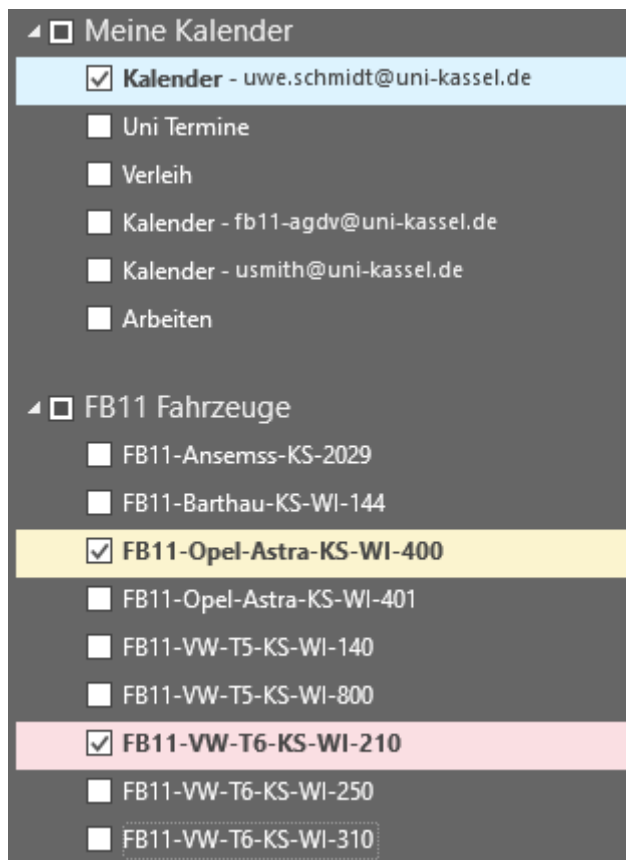 Meine Kalender
Kalender - uwe.schmidt@uni-kassel.de
Uni Termine
Verleih
Kalender - fb11-agdv@uni-kassel.de
Kalender - usmith@uni-kassel.de
Arbeiten
FB11 Fahrzeuge
FB11-Ansemss-KS-2029
FB11-Barthau-KS-WI-144
FB11-Opel-Astra-KS-WI-400
FB11-Opel-Astra-KS-WI-401
FB11-VW-T5-KS-WI-140
FB11-VW-T5-KS-WI-800
FB11-VW-T6-KS-WI-210
FB11-VW-T6-KS-WI-250
FB11-VW-T6-KS-WI-310